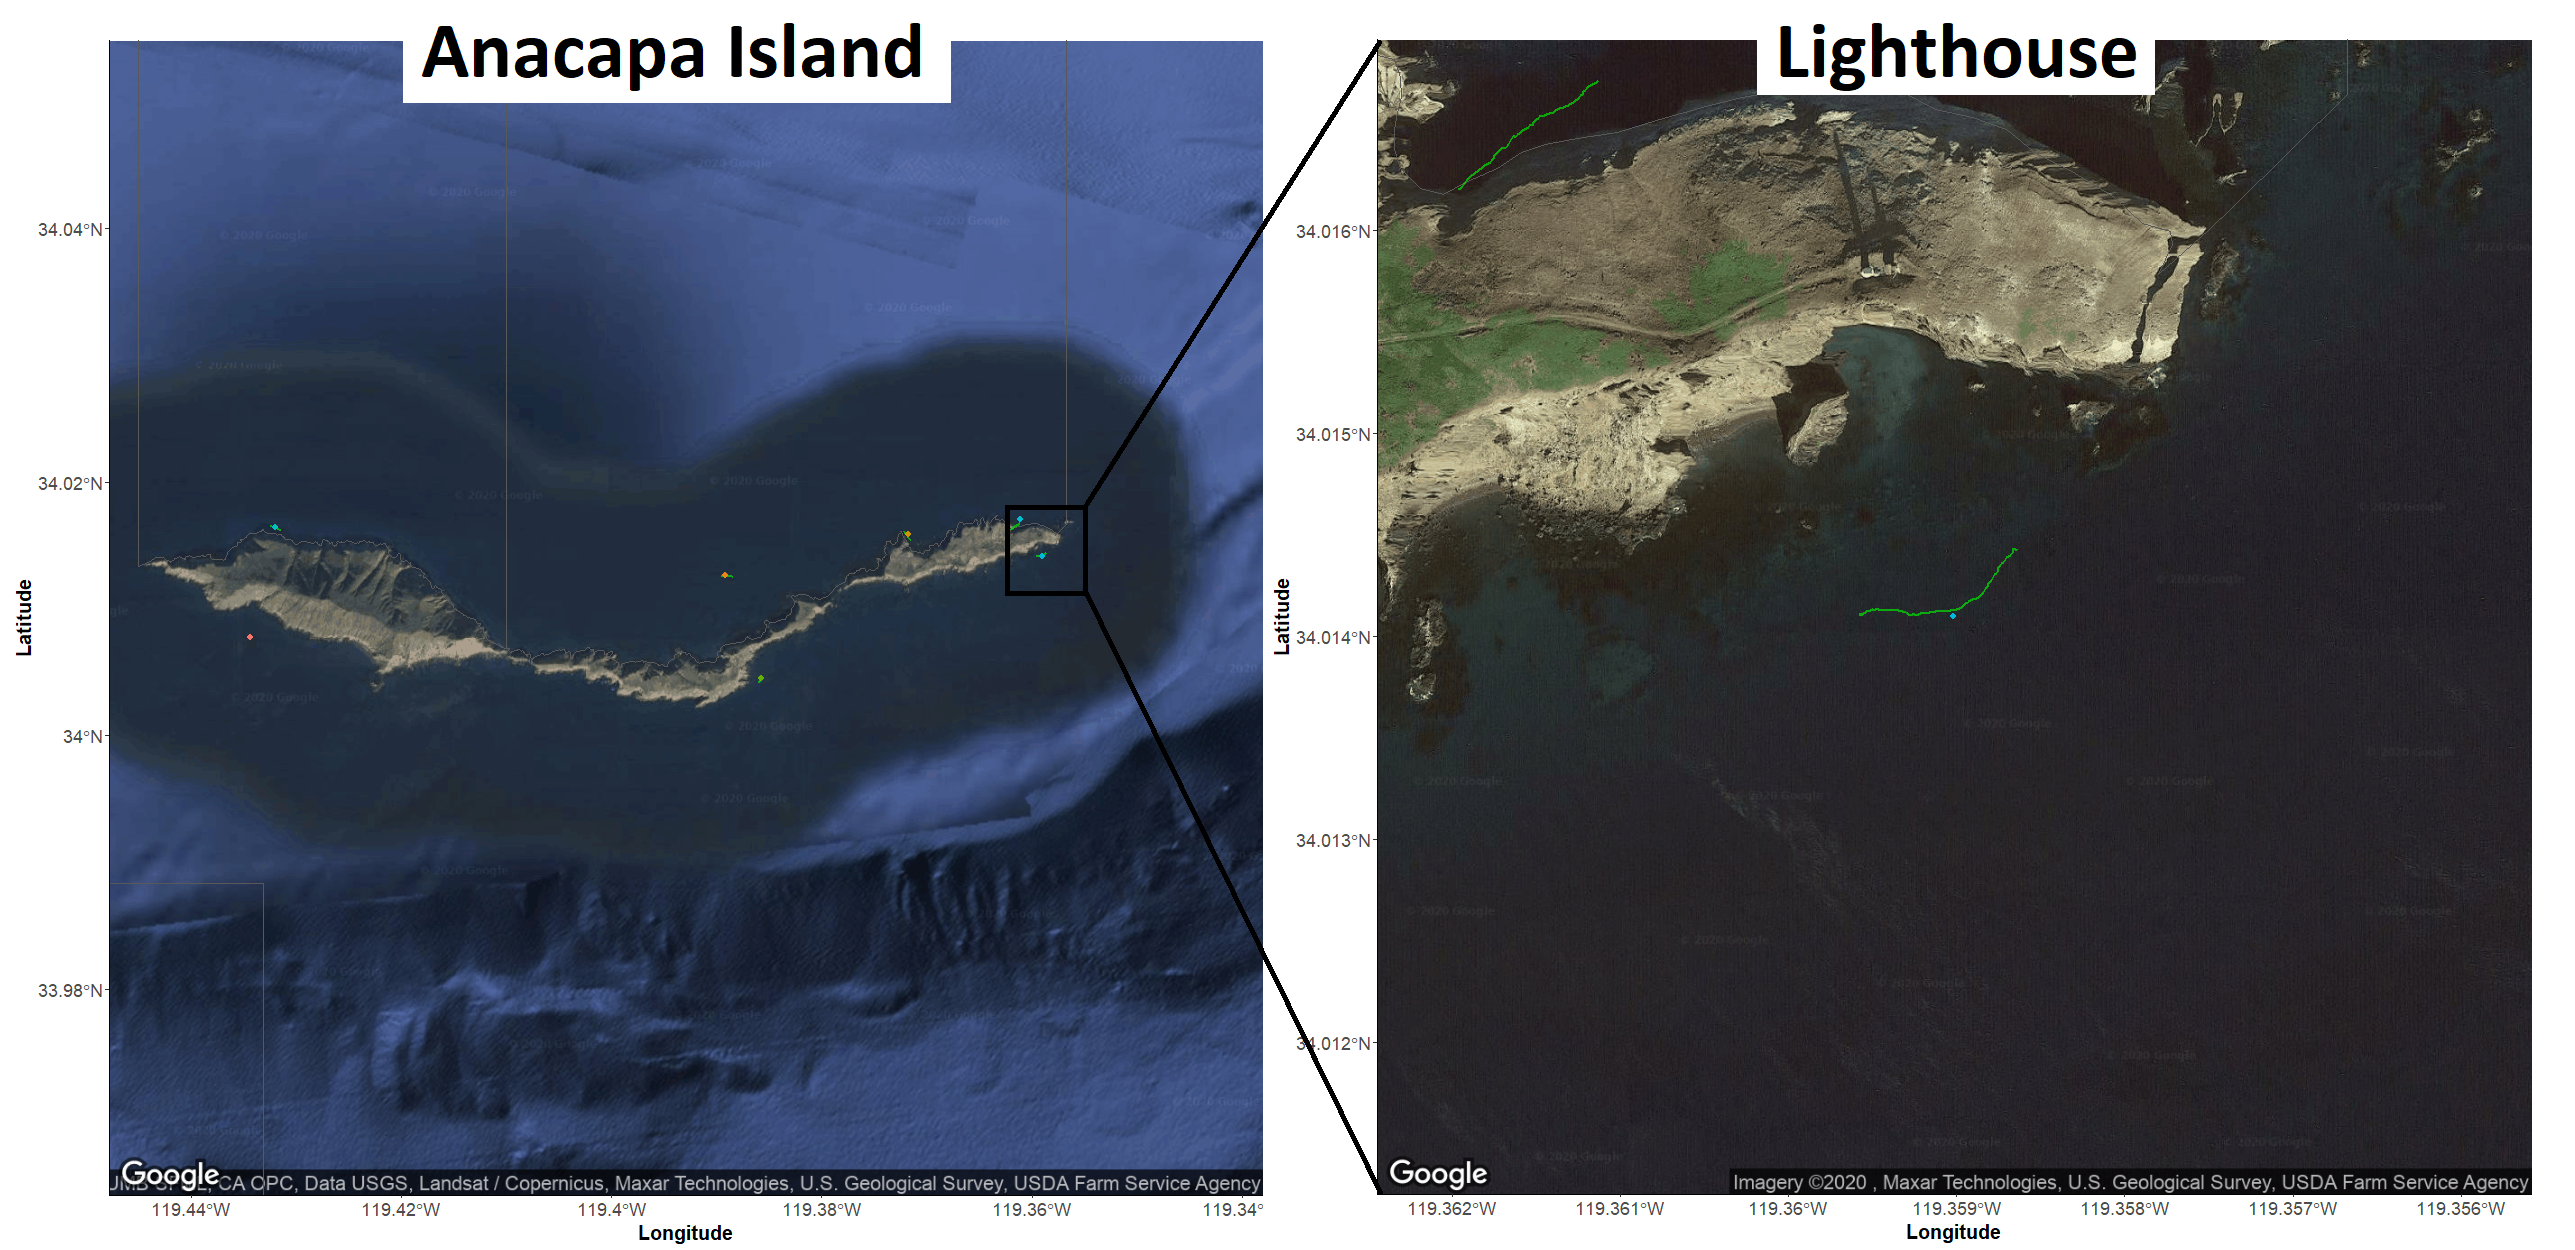 Anacapa Island
Lighthouse
Latitude
34.04°N
34.02°N
34°N
33.98°N
119.44°W
119.42°W
119.4°W
119.38°W
119.36°W
119.34°
Longitude
Google
CA OPC, Data USGS, Landsat / Copernicus, Maxar Technologies, U.S. Geological Survey, USDA Farm Service Agency
© 2020 Google
Latitude
34.016°N
34.015°N
34.014°N
34.013°N
34.012°N
119.362°W
119.361°W
119.36°W
119.359°W
119.358°W
119.357°W
119.356°W
Longitude
Google
Imagery ©2020 , Maxar Technologies, U.S. Geological Survey, USDA Farm Service Agency
© 2020 Google